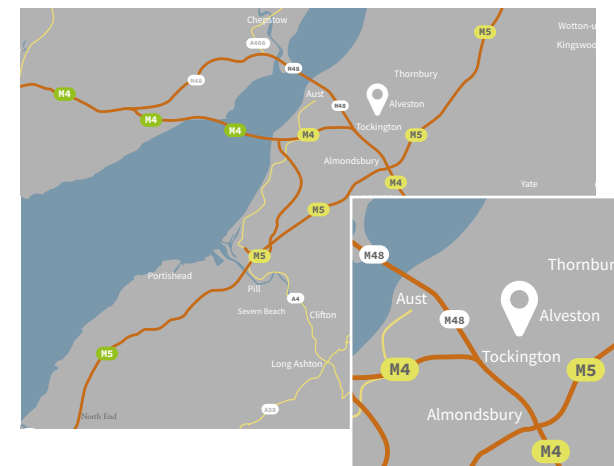 Chepstow
Wotton-u
A466
M5
Kingswoo
M48
M48
Thornbury
M4
Aust
M48
Alveston
M4
M4
Tockington
M4
M5
Almondsbury
M4
Yate
M5
M5
Portishead
Pill
A4
Severn Beach
Clifton
M5
Long Ashton
A38
North End
M48
Thornbur
Aust
M48
Alveston
Tockington
M4
M5
Almondsbury
M4